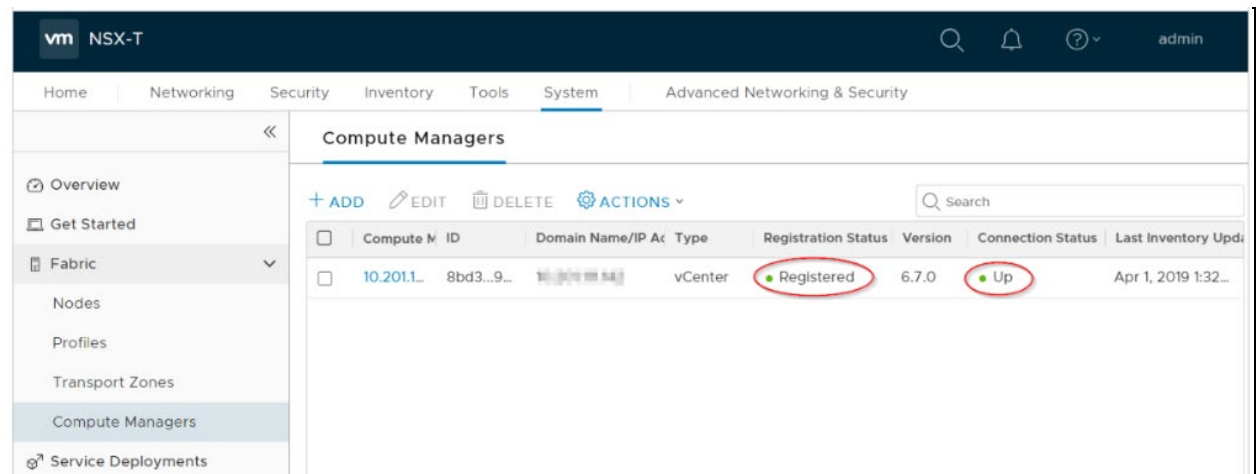 vm NSX-T admin
Home Networking Security Inventory Tools System Advanced Networking & Security
Compute Managers
Overview
Get Started
Fabric
Nodes
Profiles
Transport Zones
Compute Managers
Service Deployments
+ ADD EDIT DELETE ACTIONS Search
Compute M ID Domain Name/IP Ac Type Registration Status Version Connection Status Last Inventory Upda
10.201.1... 8bd3...9... vCenter Registered 6.7.0 Up Apr 1, 2019 1:32...